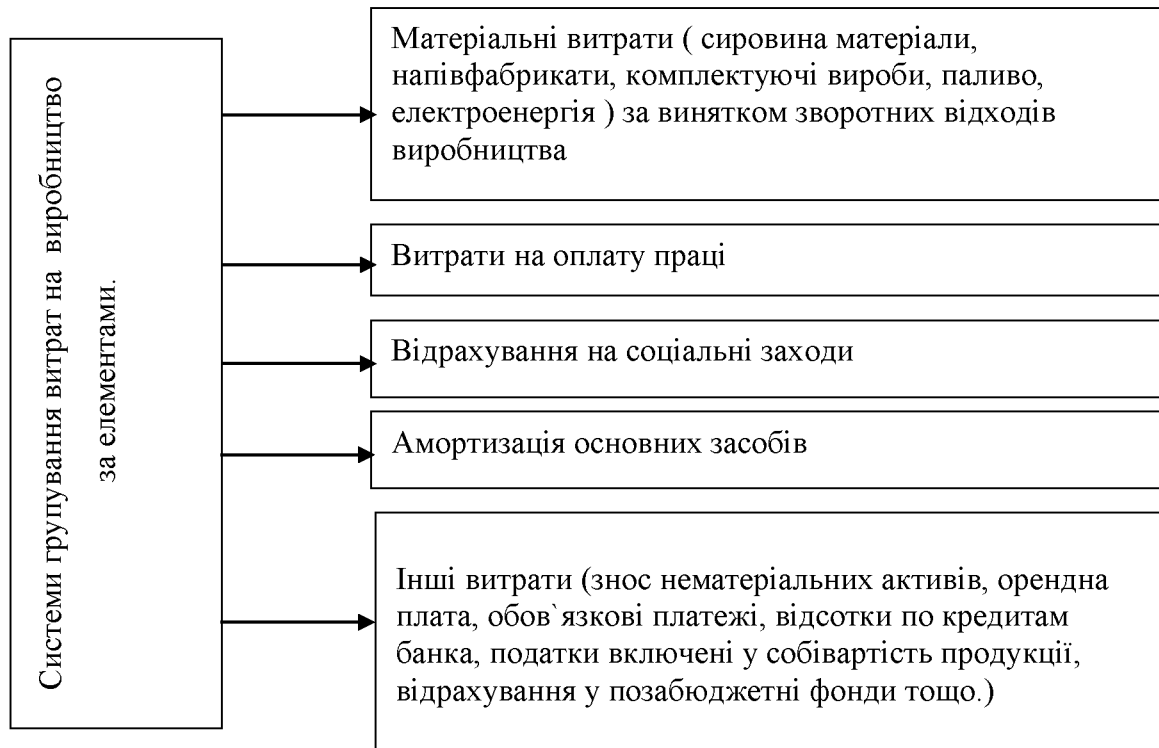 Системи групування витрат на виробництво
за елементами.
Матеріальні витрати ( сировина матеріали,
напівфабрикати, комплектуючі вироби, паливо,
електроенергія ) за винятком зворотних відходів
виробництва
Витрати на оплату праці
Відрахування на соціальні заходи
Амортизація основних засобів
Інші витрати (знос нематеріальних активів, орендна
плата, обов`язкові платежі, відсотки по кредитам
банка, податки включені у собівартість продукції,
відрахування у позабюджетні фонди тощо.)